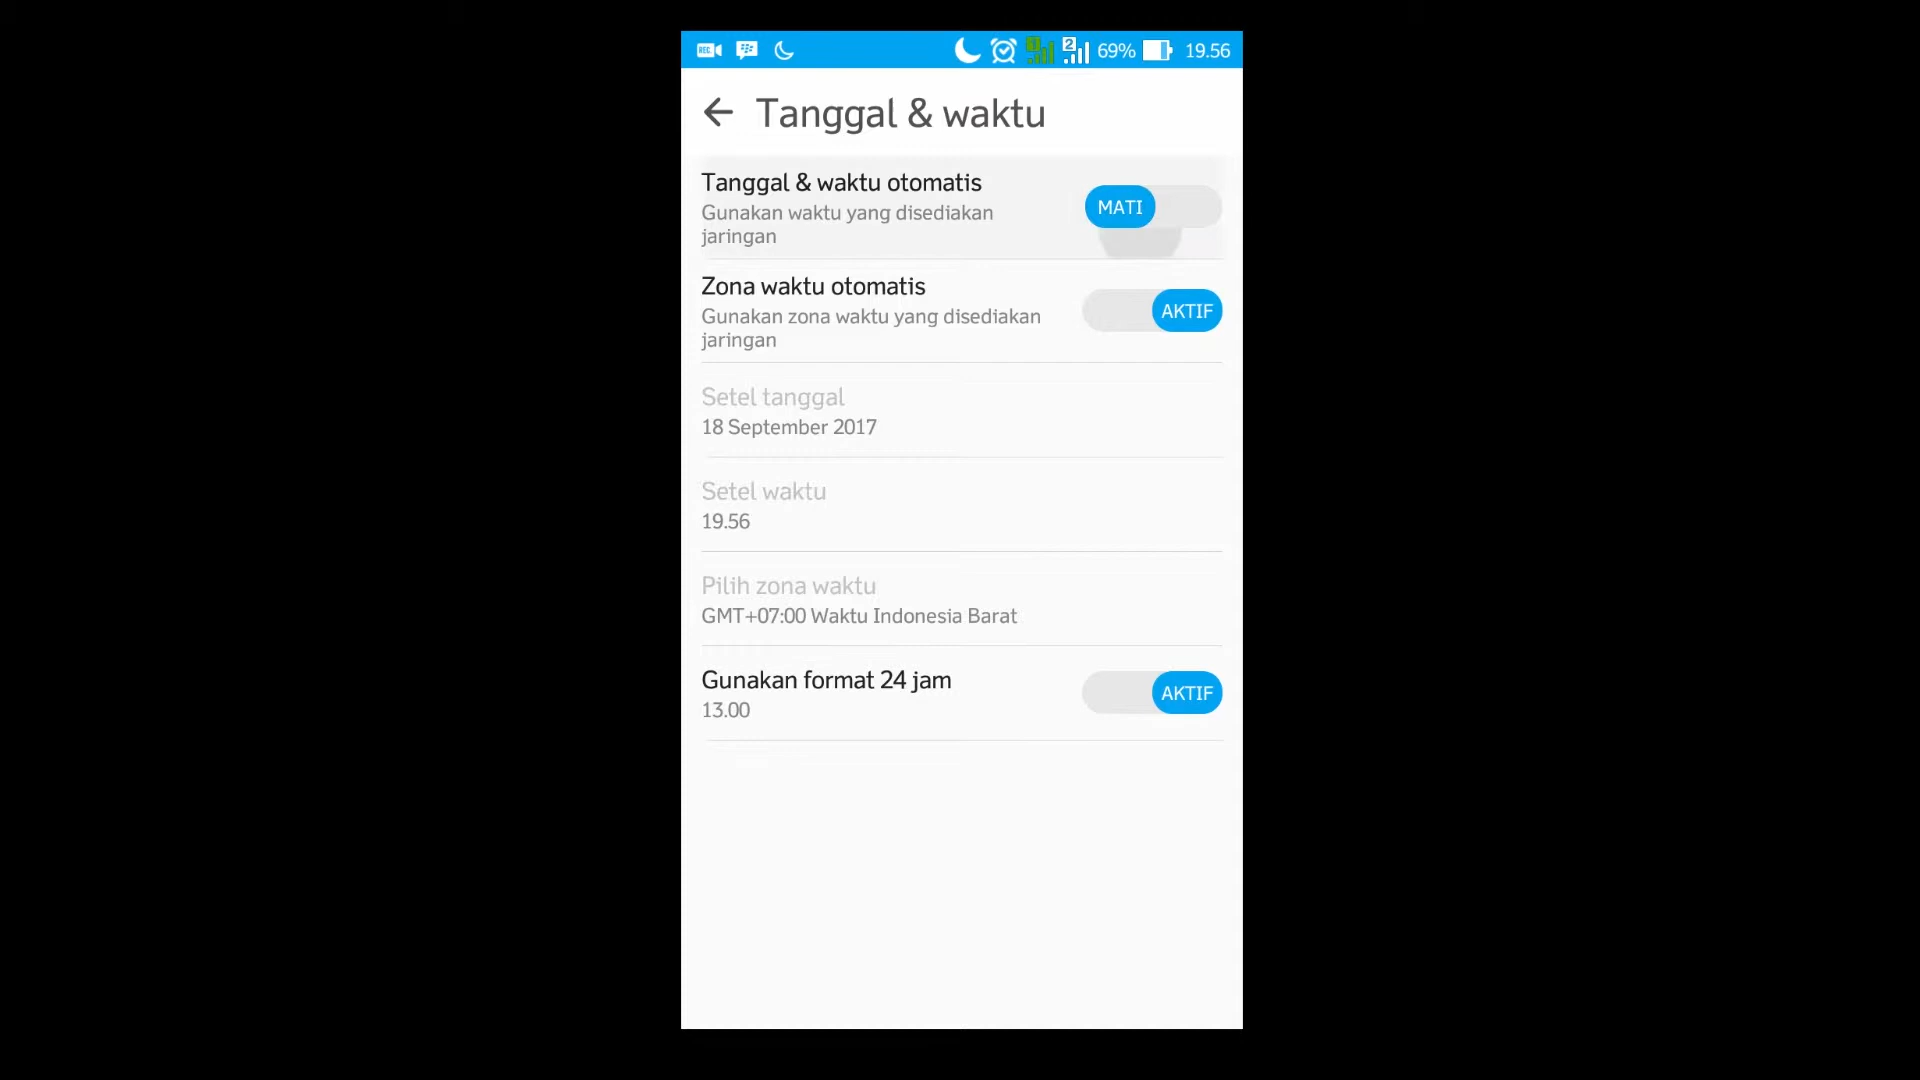 REC
2 69% 19.56
Tanggal & waktu
Tanggal & waktu otomatis
Gunakan waktu yang disediakan
jaringan
MATI
Zona waktu otomatis
Gunakan zona waktu yang disediakan
jaringan
AKTIF
Setel tanggal
18 September 2017
Setel waktu
19.56
Pilih zona waktu
GMT+07:00 Waktu Indonesia Barat
Gunakan format 24 jam
13.00
AKTIF